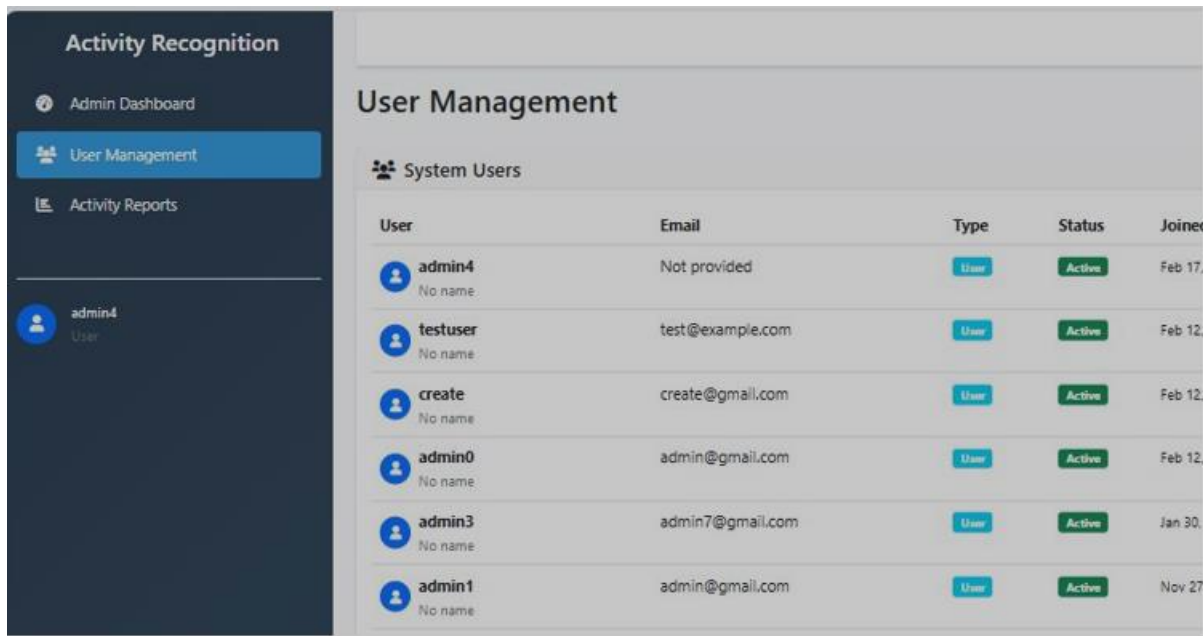 Activity Recognition
Admin Dashboard
User Management
Activity Reports
admin4
User
User Management
System Users
User Email Type Status Joined
admin4 Not provided User Active Feb 17,
No name
testuser test@example.com User Active Feb 12,
No name
create create@gmail.com User Active Feb 12,
No name
admin0 admin@gmail.com User Active Feb 12,
No name
admin3 admin7@gmail.com User Active Jan 30,
No name
admin1 admin@gmail.com User Active Nov 27
No name